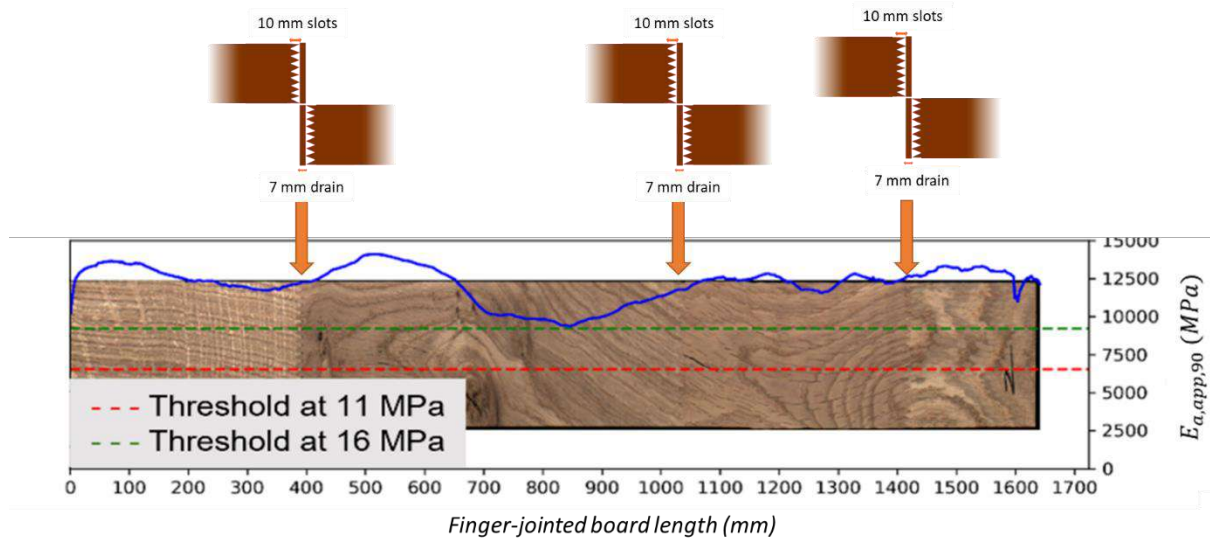 10 mm slots
10 mm slots
10 mm slots
7 mm drain
7 mm drain
7 mm drain
15000
12500
10000
7500
5000
2500
0
E_{a,app,90} (MPa)
Threshold at 11 MPa
Threshold at 16 MPa
0 100 200 300 400 500 600 700 800 900 1000 1100 1200 1300 1400 1500 1600 1700
Finger-jointed board length (mm)